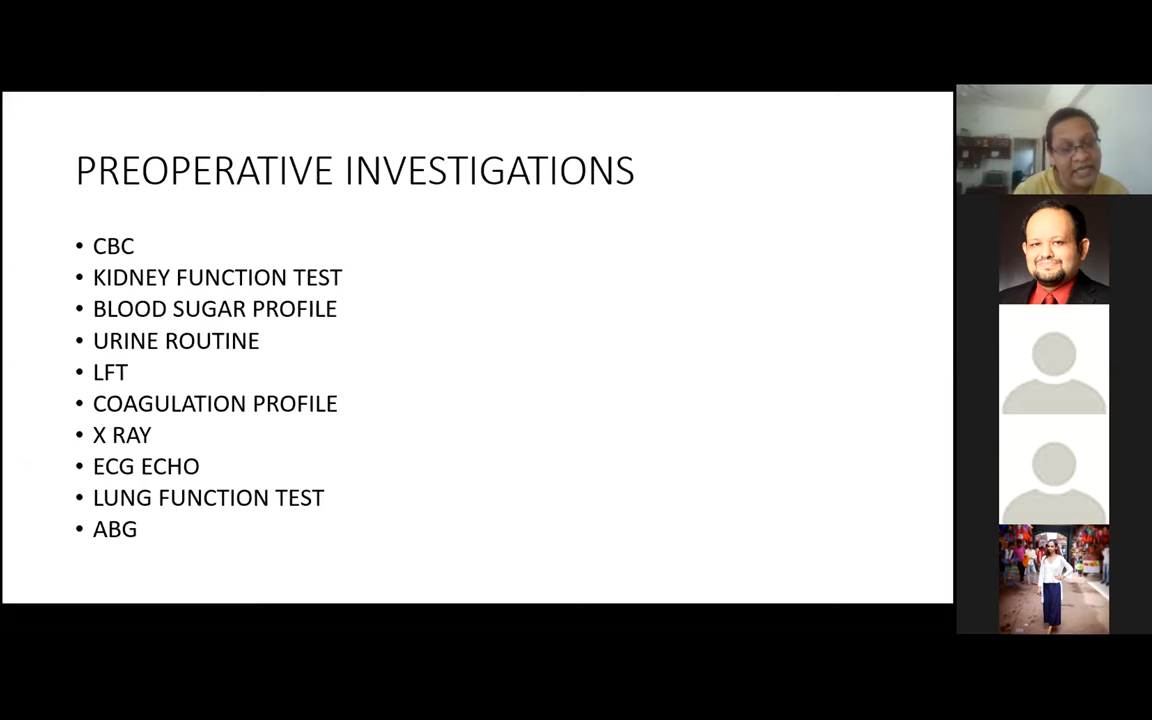 PREOPERATIVE INVESTIGATIONS
• CBC
• KIDNEY FUNCTION TEST
• BLOOD SUGAR PROFILE
• URINE ROUTINE
• LFT
• COAGULATION PROFILE
• X RAY
• ECG ECHO
• LUNG FUNCTION TEST
• ABG